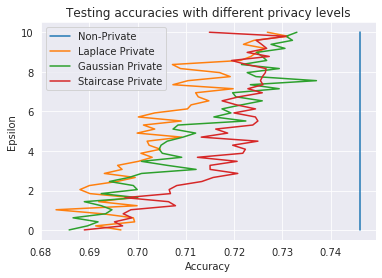 Testing accuracies with different privacy levels
Non-Private
Laplace Private
Gaussian Private
Staircase Private
Epsilon
10
8
6
4
2
0
0.68 0.69 0.70 0.71 0.72 0.73 0.74
Accuracy